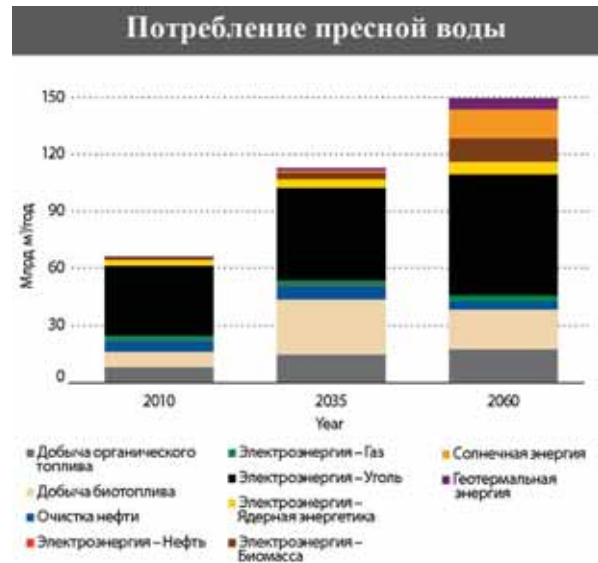 Потребление пресной воды
Млрд м³/год
150
120
90
60
30
0
2010 2035 2060
Year
Добыча органического
топлива
Добыча биотоплива
Очистка нефти
Электроэнергия – Нефть
Электроэнергия – Газ
Электроэнергия – Уголь
Электроэнергия –
Ядерная энергетика
Электроэнергия –
Биомасса
Солнечная энергия
Геотермальная
энергия